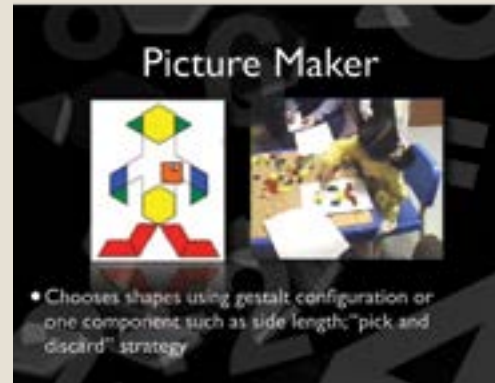 Picture Maker
• Chooses shapes using gestalt configuration or
one component such as side length; "pick and
discard" strategy